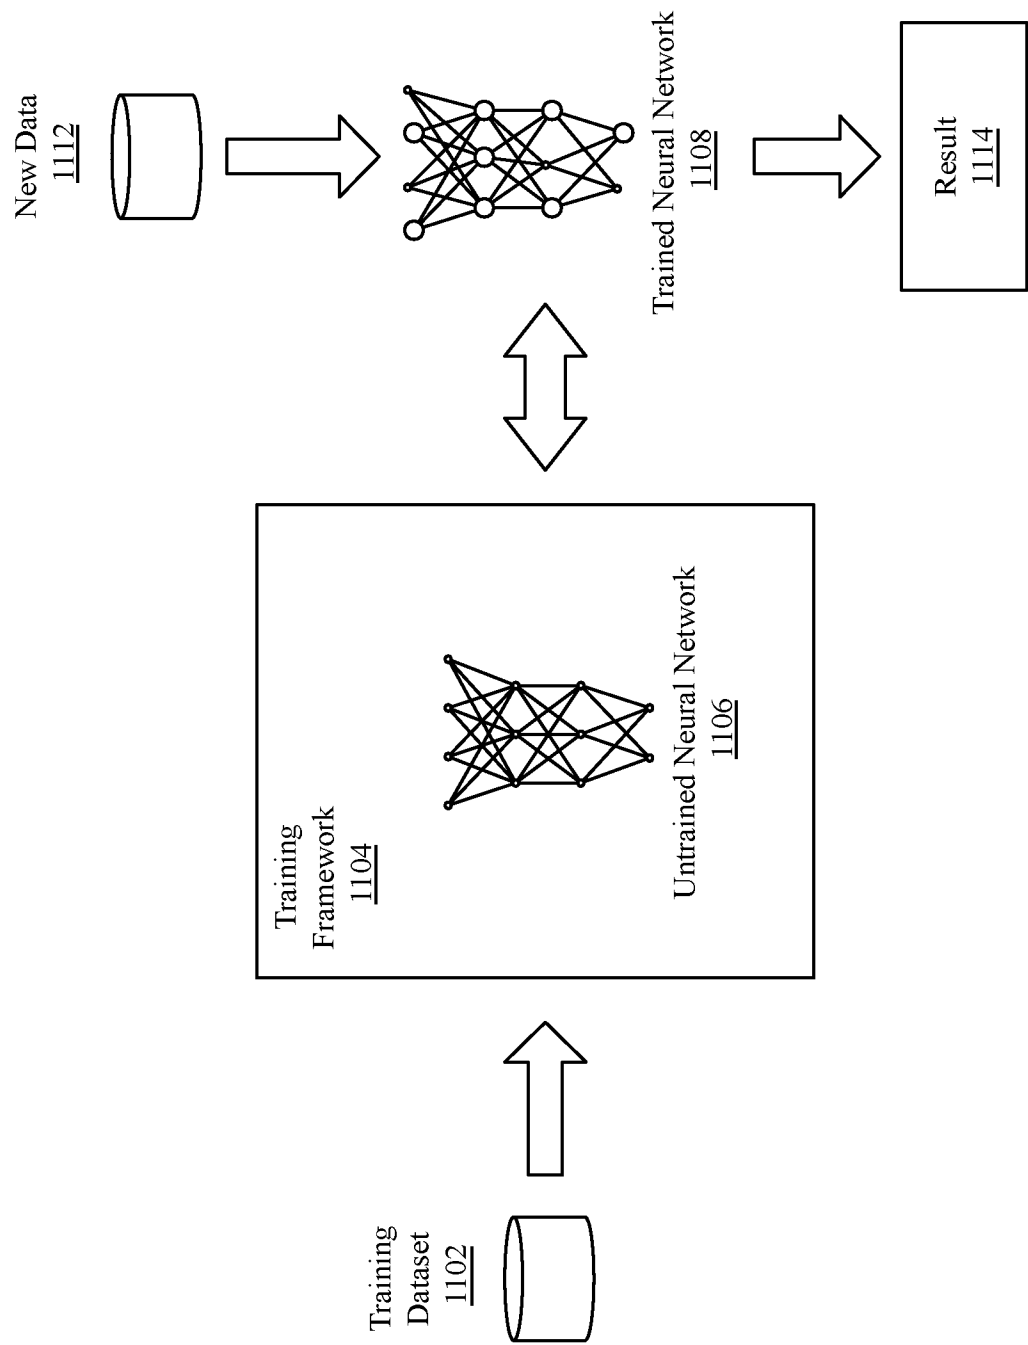 Training
Dataset
1102
Training
Framework
1104
Untrained Neural Network
1106
New Data
1112
Trained Neural Network
1108
Result
1114